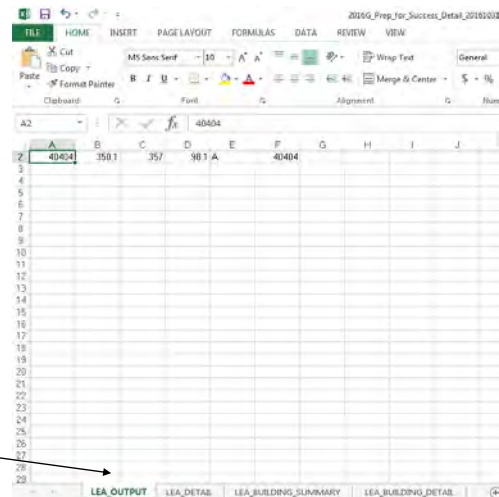 2016G_Prep_for_Success_Detail_20161031
FILE HOME INSERT PAGE LAYOUT FORMULAS DATA REVIEW VIEW
Cut
Copy
Format Painter
Paste
MS Sans Serif 10 A A
B I U A
Wrap Text
Merge & Center
General
$ %
Clipboard Font Alignment Num
A2 fx 40404
A B C D E F G H I J
2 40404 350.1 357 98.1 A 40404
3
4
5
6
7
8
9
10
11
12
13
14
15
16
17
18
19
20
21
22
23
24
25
26
27
28
29
LEA_OUTPUT LEA_DETAIL LEA_BUILDING_SUMMARY LEA_BUILDING_DETAIL